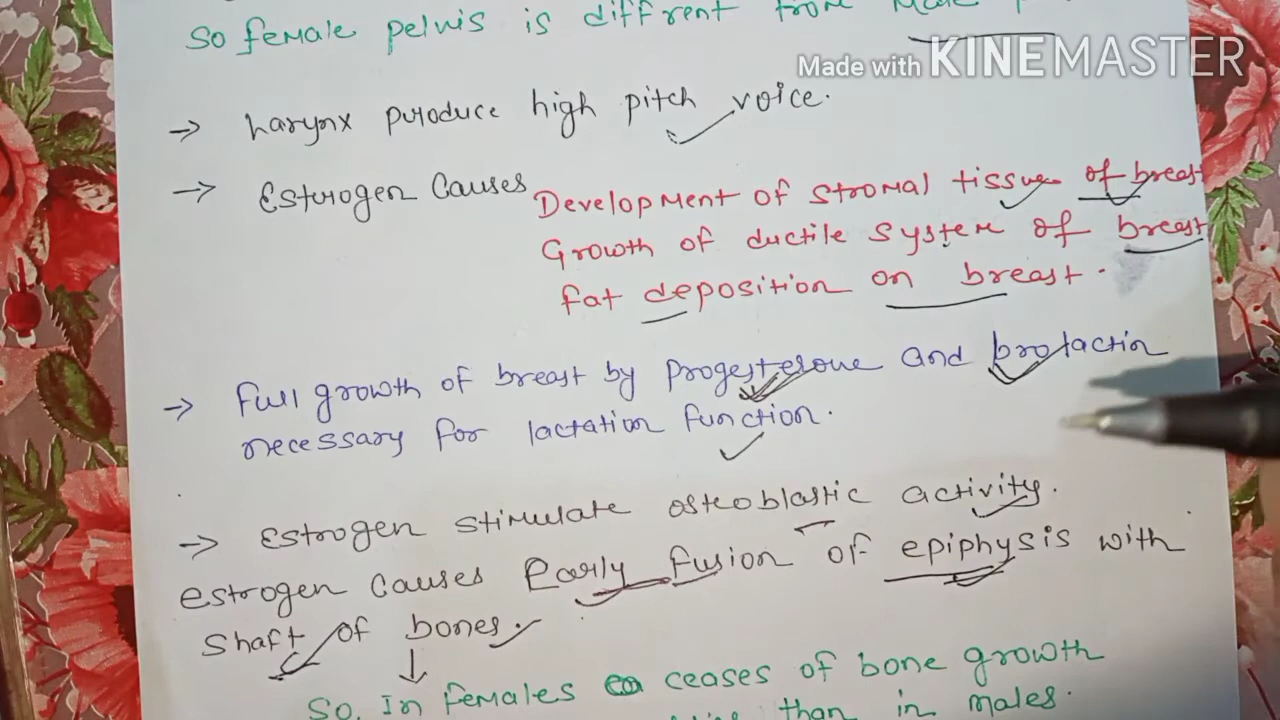 So female pelvis is different from Male
Made with KINEMASTER
→ Larynx produce high pitch voice.
→ Estrogen Causes
Development of stromal tissue of breast
Growth of ductile system of breast
fat deposition on breast.
→ Full growth of breast by progesterone and prolactin
necessary for lactation function.
→ Estrogen stimulate osteoblastic activity.
estrogen causes Early fusion of epiphysis with
shaft of bones.
↓
So, In females ceases of bone growth
than in males.